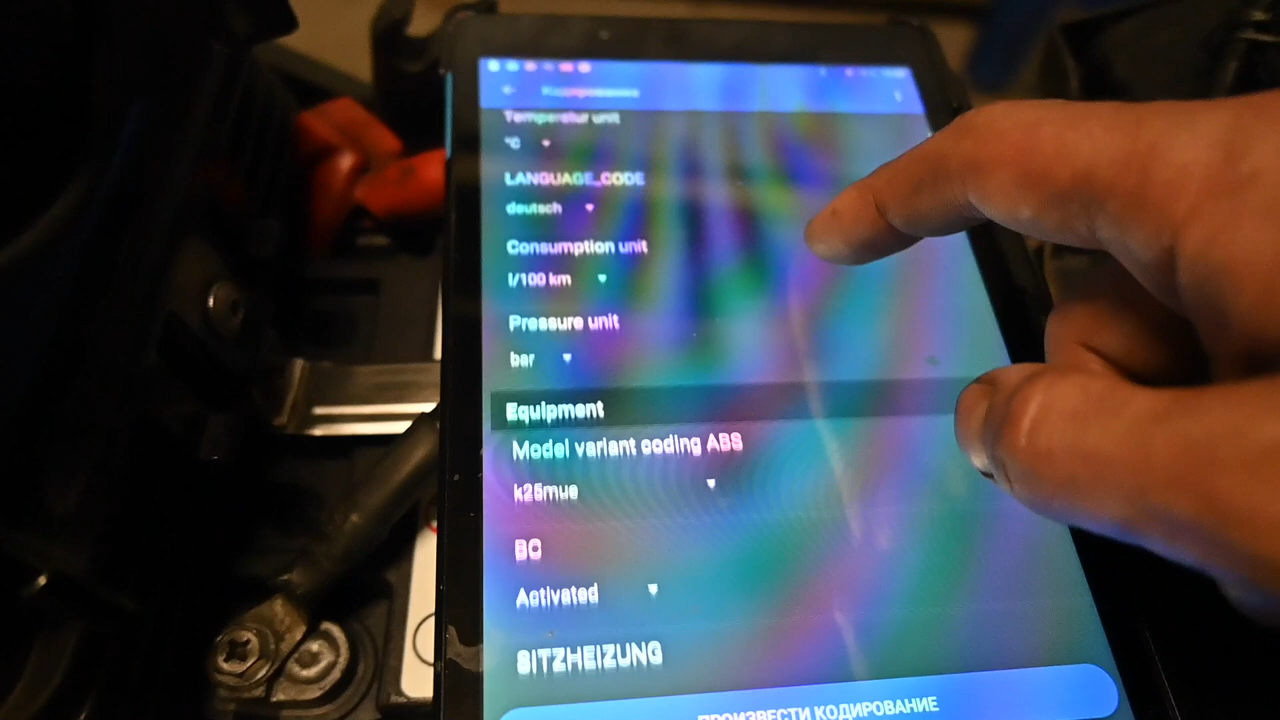 Кодирование
Temperatur unit
°C
LANGUAGE_CODE
deutsch
Consumption unit
l/100 km
Pressure unit
bar
Equipment
Model variant coding ABS
k25mue
BC
Activated
SITZHEIZUNG
ПРОИЗВЕСТИ КОДИРОВАНИЕ